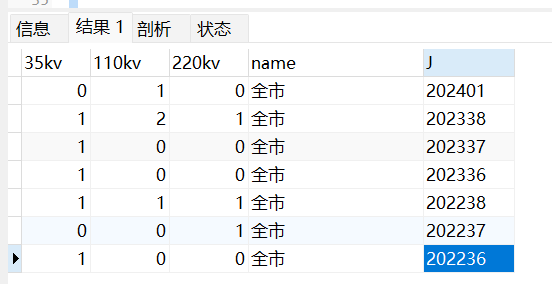 信息 结果 1 剖析 状态
35kv 110kv 220kv name J
0 1 0 全市 202401
1 2 1 全市 202338
1 0 0 全市 202337
1 0 0 全市 202336
1 1 1 全市 202238
0 0 1 全市 202237
1 0 0 全市 202236